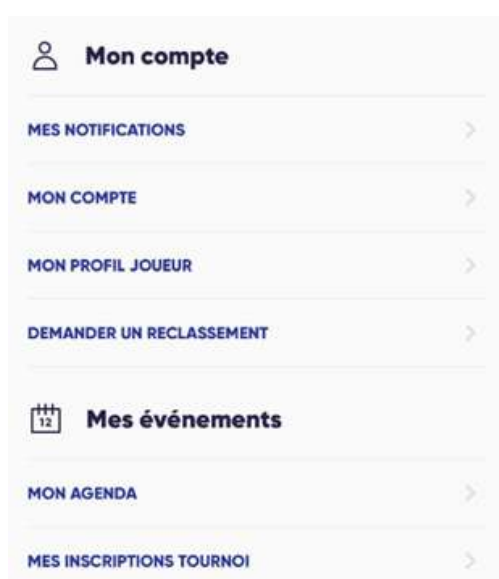 Mon compte
MES NOTIFICATIONS
MON COMPTE
MON PROFIL JOUEUR
DEMANDER UN RECLASSEMENT
12
Mes événements
MON AGENDA
MES INSCRIPTIONS TOURNOI